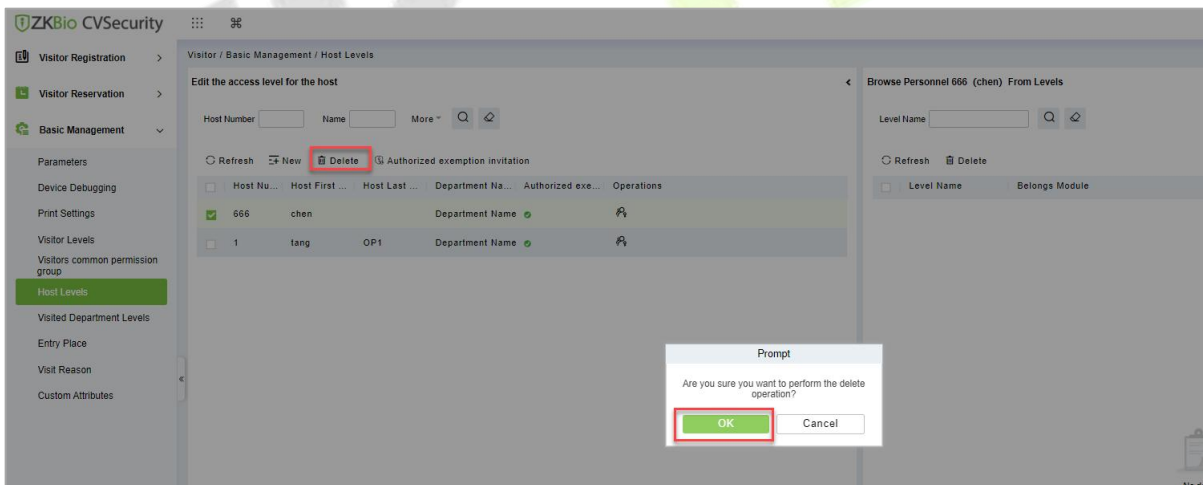 ZKBio CVSecurity
Visitor Registration
Visitor Reservation
Basic Management
Parameters
Device Debugging
Print Settings
Visitor Levels
Visitors common permission
group
Host Levels
Visited Department Levels
Entry Place
Visit Reason
Custom Attributes
Visitor / Basic Management / Host Levels
Edit the access level for the host
Host Number Name More
Refresh New Delete Authorized exemption invitation
Host Nu... Host First ... Host Last ... Department Na... Authorized exe... Operations
666 chen Department Name
1 tang OP1 Department Name
Browse Personnel 666 (chen) From Levels
Level Name
Refresh Delete
Level Name Belongs Module
Prompt
Are you sure you want to perform the delete
operation?
OK Cancel